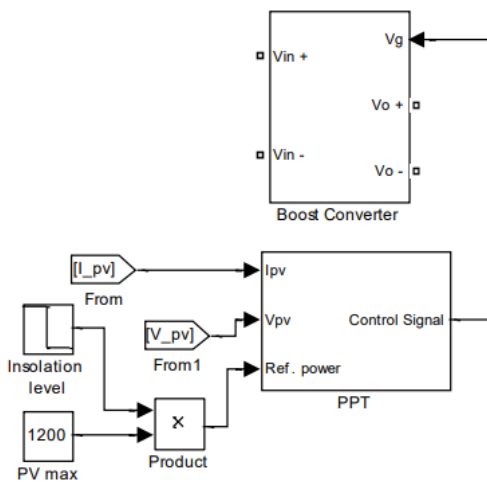 Vg
Vin +
Vo +
Vin -
Vo -
Boost Converter
[I_pv]
Ipv
From
[V_pv]
Vpv
Control Signal
From1
Insolation
level
Ref. power
PPT
1200
x
Product
PV max